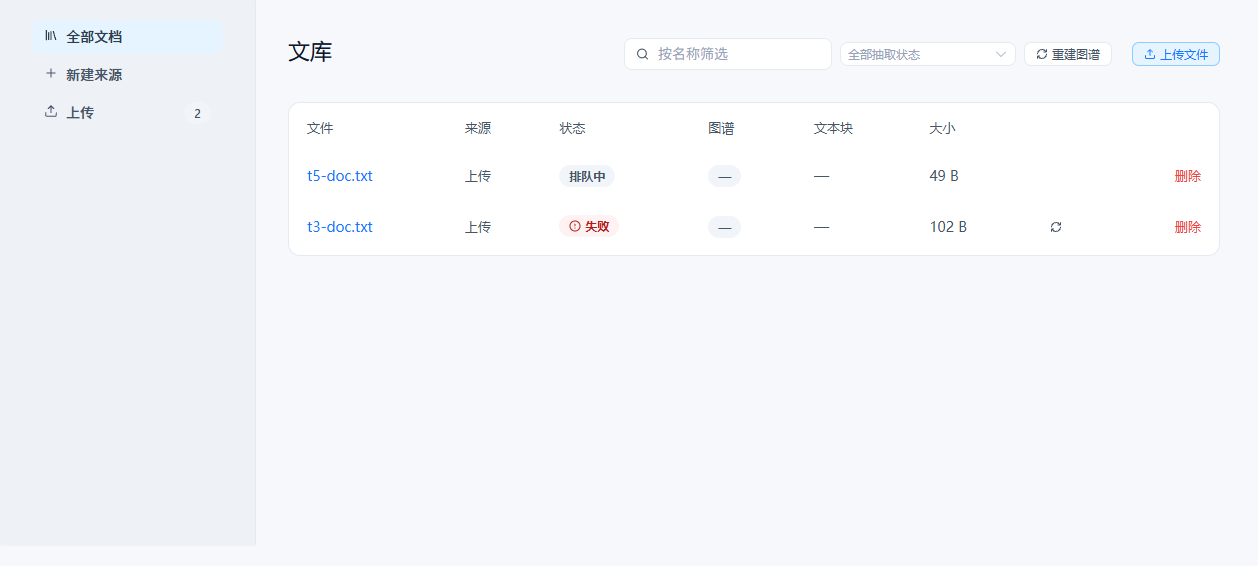 全部文档
新建来源
上传 2
文库
按名称筛选 全部抽取状态 重建图谱 上传文件
文件 来源 状态 图谱 文本块 大小
t5-doc.txt 上传 排队中 — — 49 B 删除
t3-doc.txt 上传 失败 — — 102 B 删除